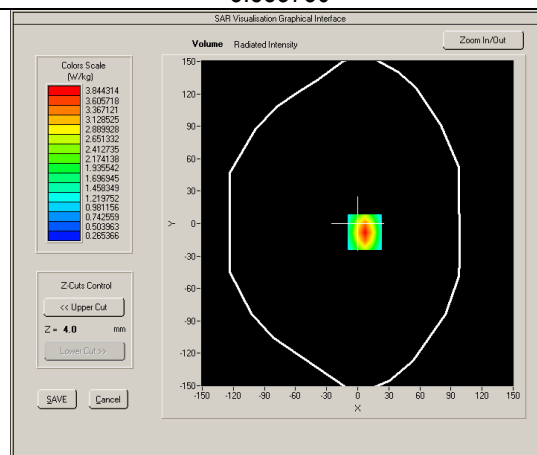 SAR Visualisation Graphical Interface
Volume Radiated Intensity
Zoom In/Out
Colors Scale
(W/kg)
3.844314
3.605718
3.367121
3.128525
2.889928
2.651332
2.412735
2.174138
1.935542
1.696945
1.458349
1.219752
0.981156
0.742559
0.503963
0.265366
Z-Cuts Control
<< Upper Cut
Z = 4.0 mm
Lower Cut >>
SAVE
Cancel
150
120
90
60
30
0
-30
-60
-90
-120
-150
Y
-150 -120 -90 -60 -30 0 30 60 90 120 150
X